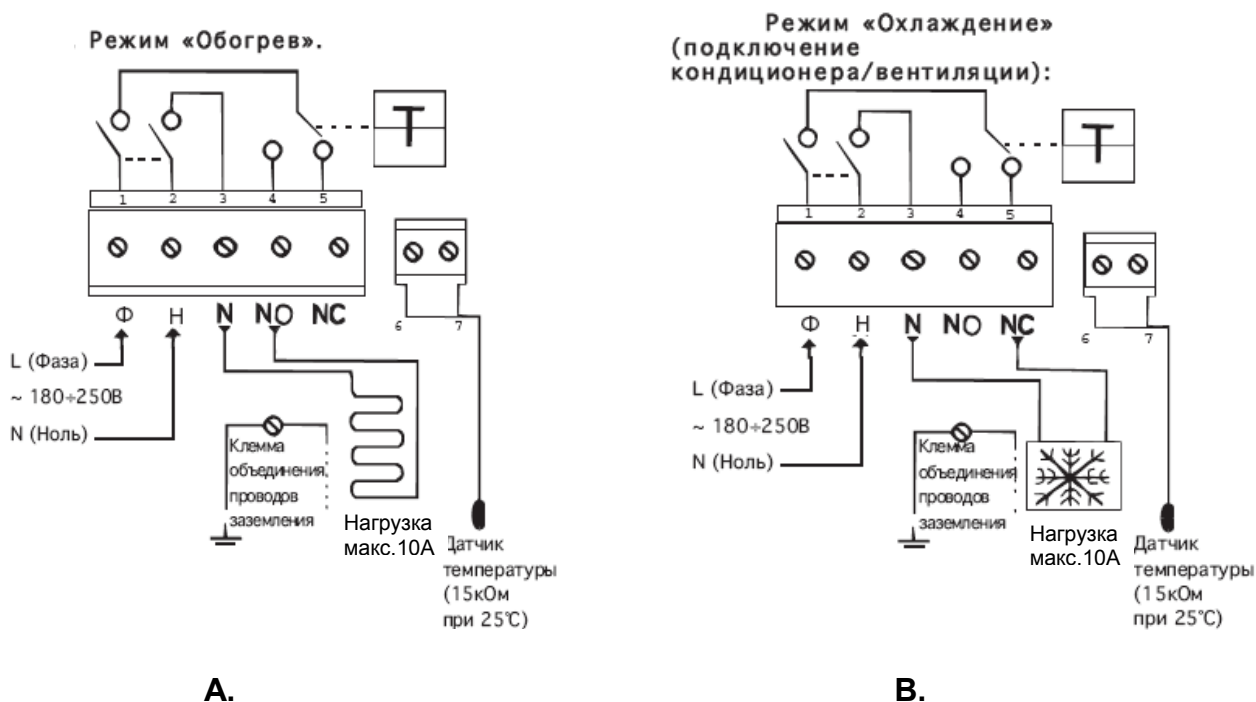 Режим «Обогрев».
T
1 2 3 4 5
Ф Н N NO NC
6 7
L (Фаза)
~ 180÷250В
N (Ноль)
Клемма
объединения
проводов
заземления
Нагрузка
макс.10А
Датчик
температуры
(15кОм
при 25°C)
A.
Режим «Охлаждение»
(подключение
кондиционера/вентиляции):
T
1 2 3 4 5
Ф Н N NO NC
6 7
L (Фаза)
~ 180÷250В
N (Ноль)
Клемма
объединения
проводов
заземления
Нагрузка
макс.10А
Датчик
температуры
(15кОм
при 25°C)
B.